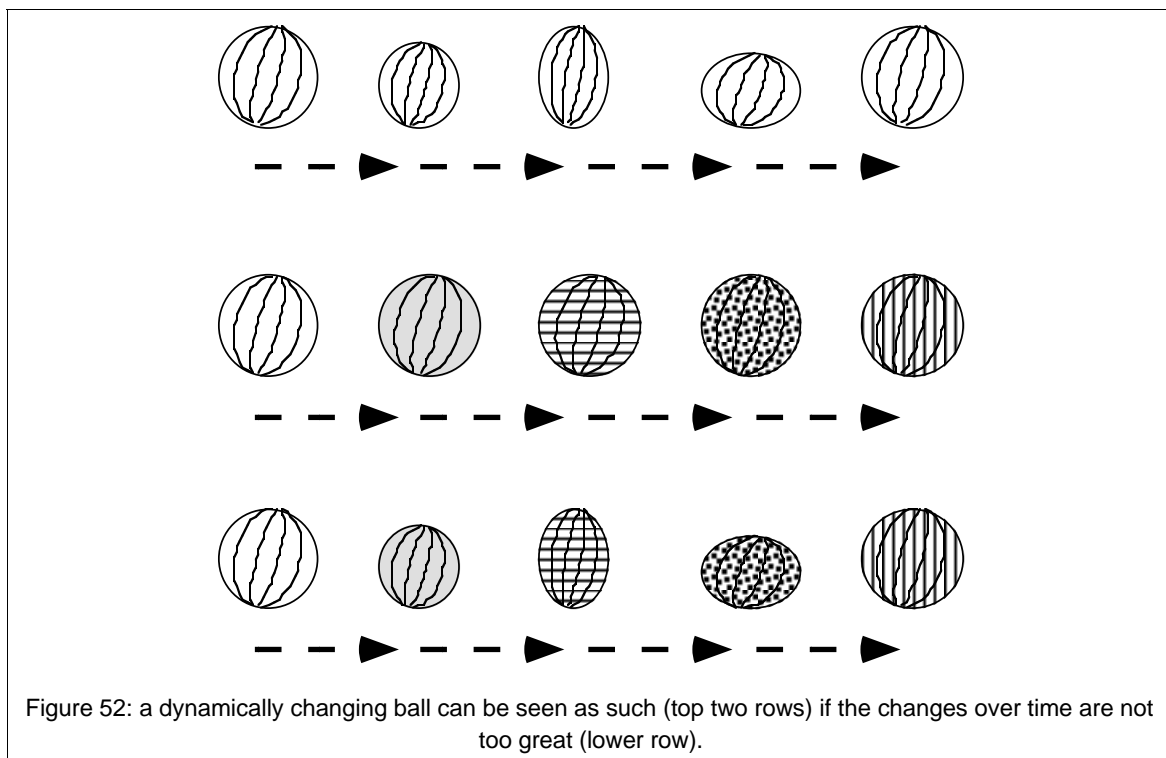 Figure 52: a dynamically changing ball can be seen as such (top two rows) if the changes over time are not
too great (lower row).